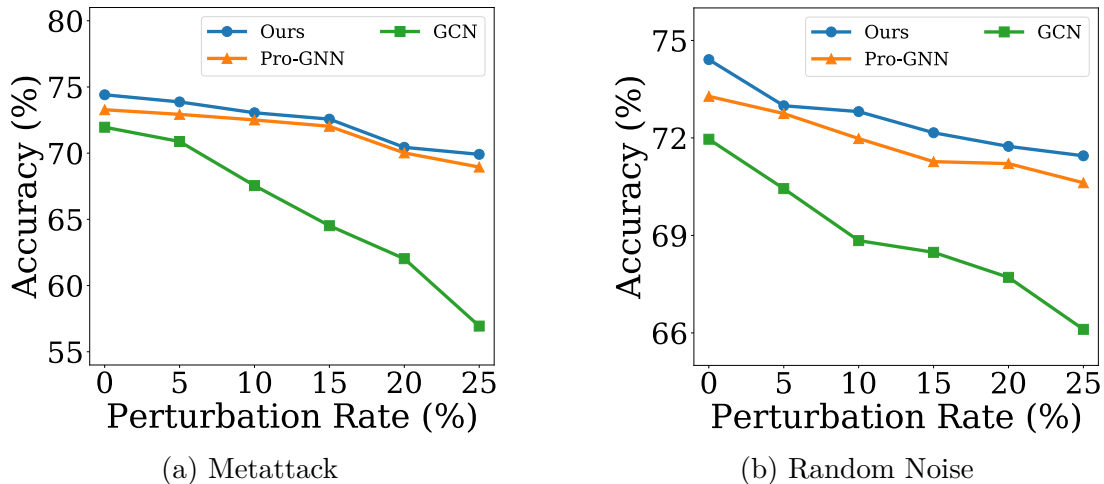 80
75
70
65
60
55
Accuracy (%)
Ours
Pro-GNN
GCN
0 5 10 15 20 25
Perturbation Rate (%)
(a) Metattack
75
72
69
66
Accuracy (%)
Ours
Pro-GNN
GCN
0 5 10 15 20 25
Perturbation Rate (%)
(b) Random Noise